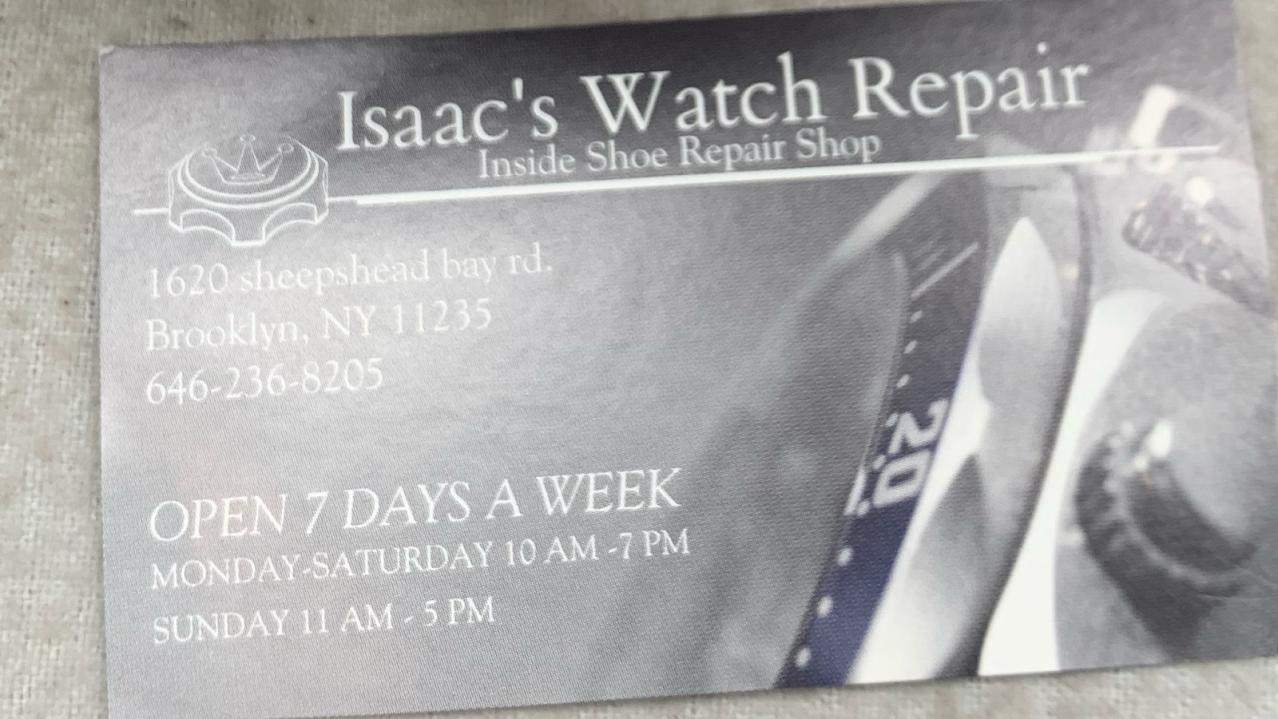 Isaac's Watch Repair
Inside Shoe Repair Shop
1620 sheepshead bay rd.
Brooklyn, NY 11235
646-236-8205
OPEN 7 DAYS A WEEK
MONDAY-SATURDAY 10 AM -7 PM
SUNDAY 11 AM - 5 PM
20